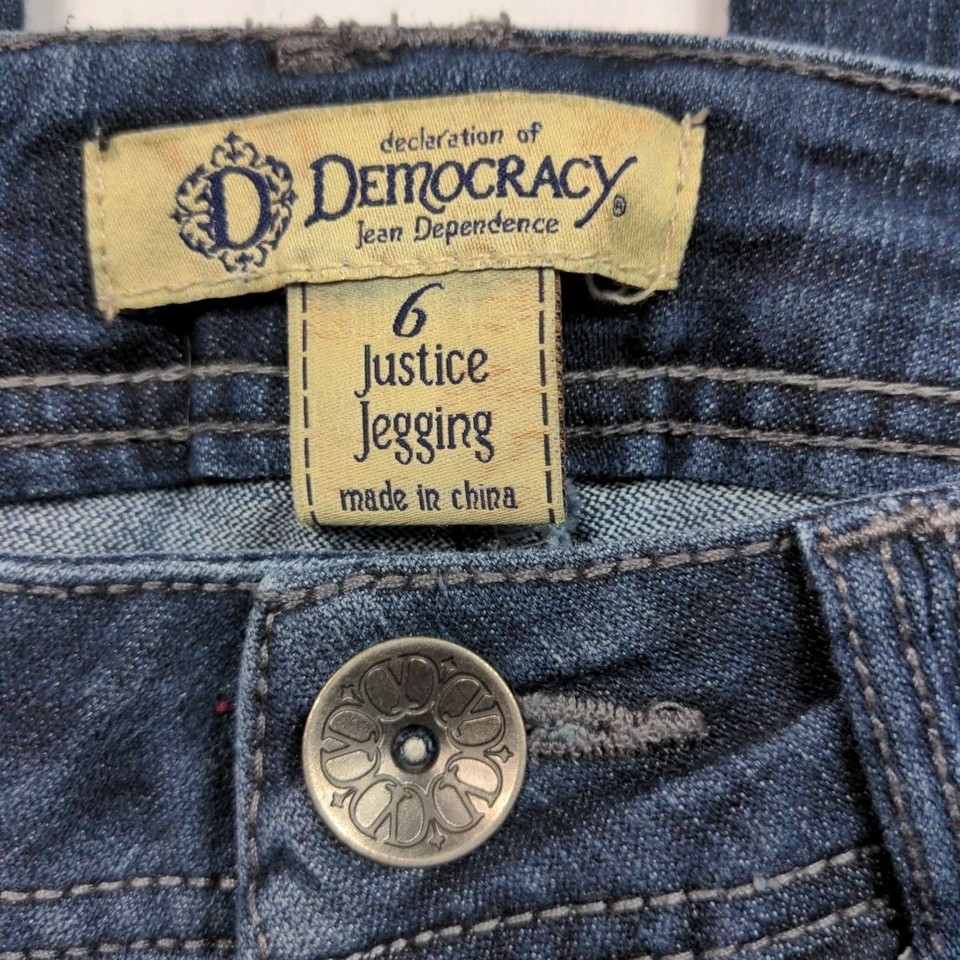 declaration of
D DEMOCRACY®
Jean Dependence
6
Justice
Jegging
made in china